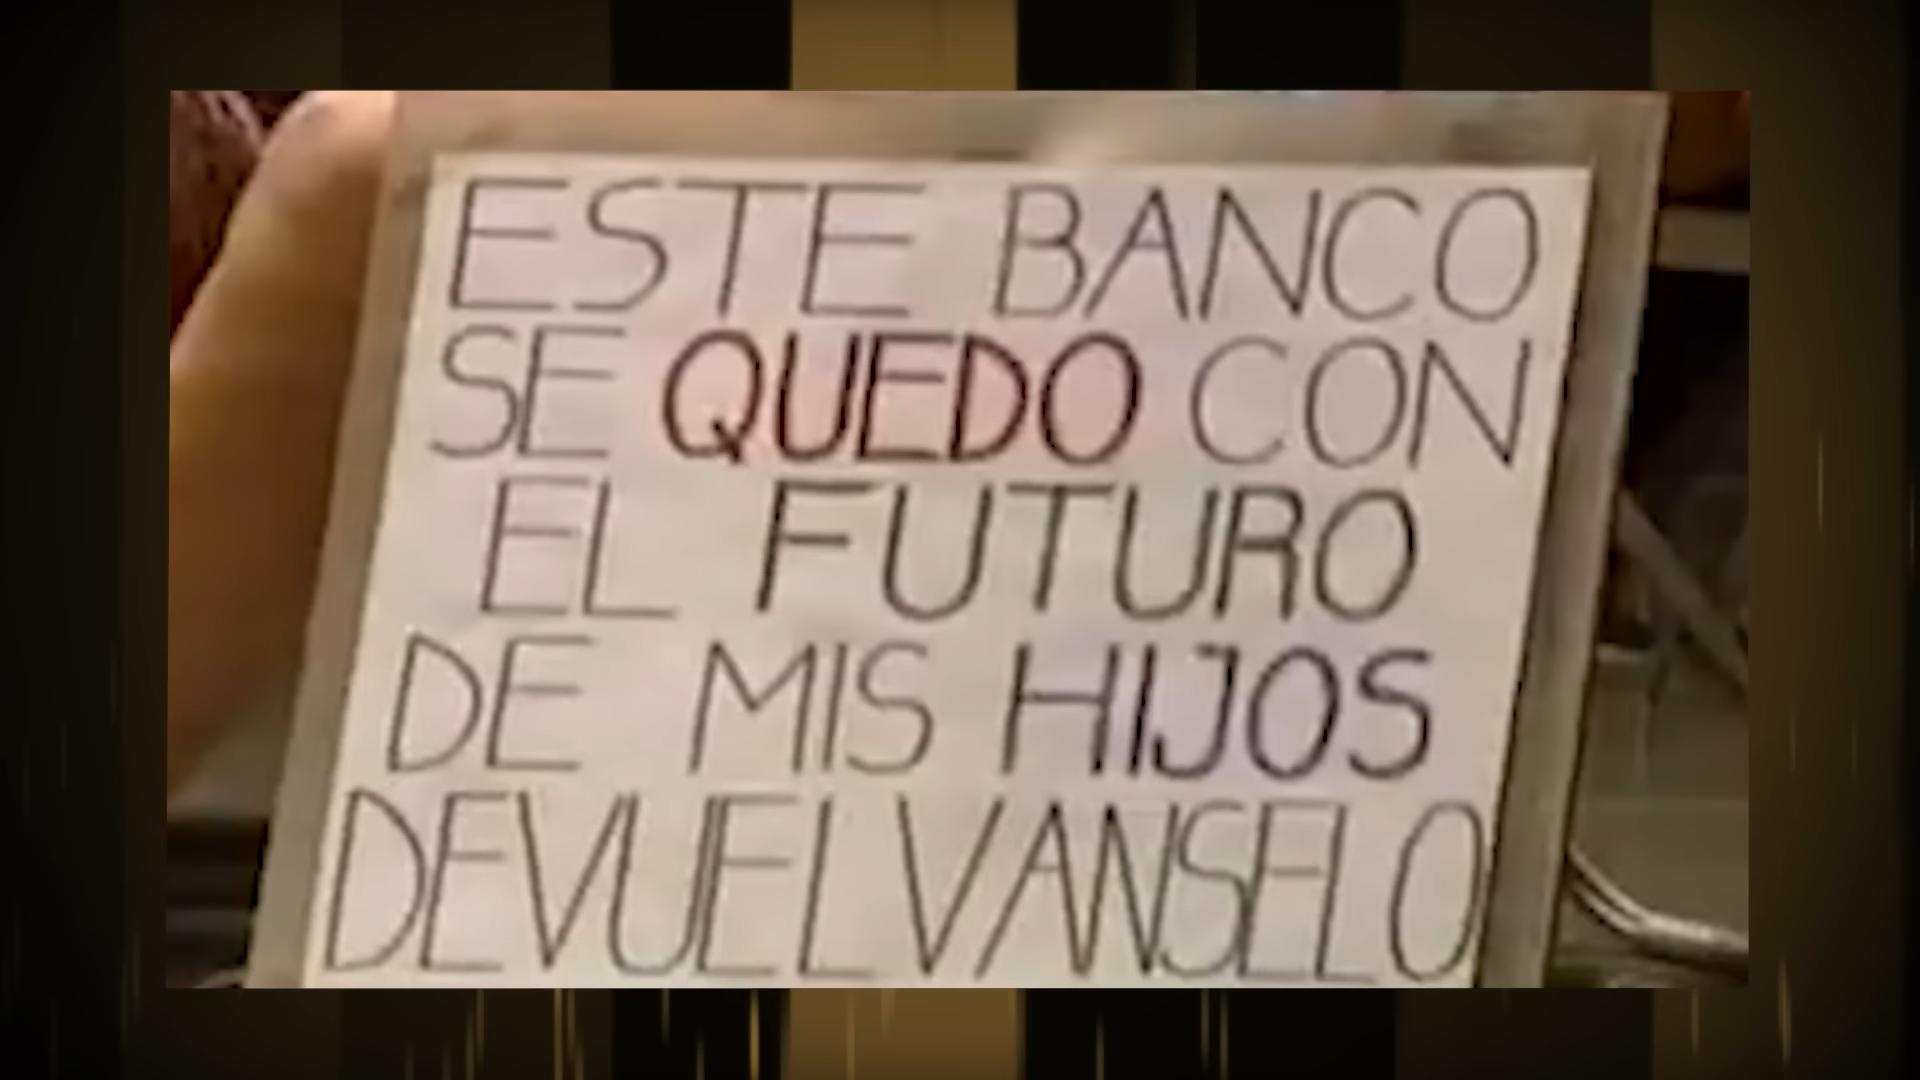 ESTE BANCO
SE QUEDO CON
EL FUTURO
DE MIS HIJOS
DEVUELVANSELO